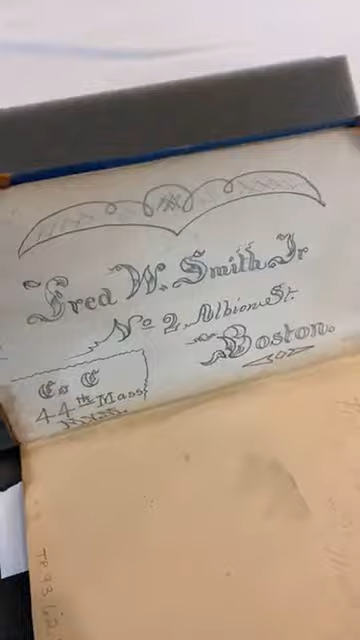 Fred W. Smith Jr
No 2, Albion St.
Boston.
Co C
44th Mass